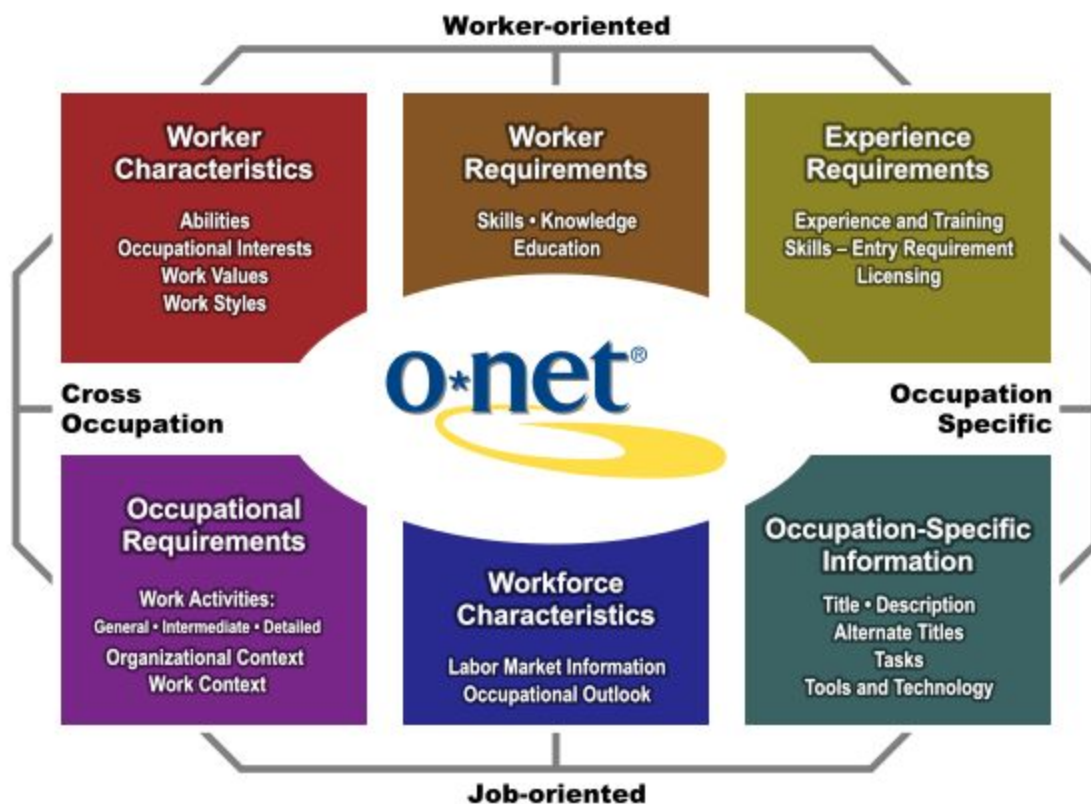 Worker-oriented
Worker
Characteristics
Abilities
Occupational Interests
Work Values
Work Styles
Worker
Requirements
Skills • Knowledge
Education
Experience
Requirements
Experience and Training
Skills – Entry Requirement
Licensing
Cross
Occupation
o*net®
Occupation
Specific
Occupational
Requirements
Work Activities:
General • Intermediate • Detailed
Organizational Context
Work Context
Workforce
Characteristics
Labor Market Information
Occupational Outlook
Occupation-Specific
Information
Title • Description
Alternate Titles
Tasks
Tools and Technology
Job-oriented